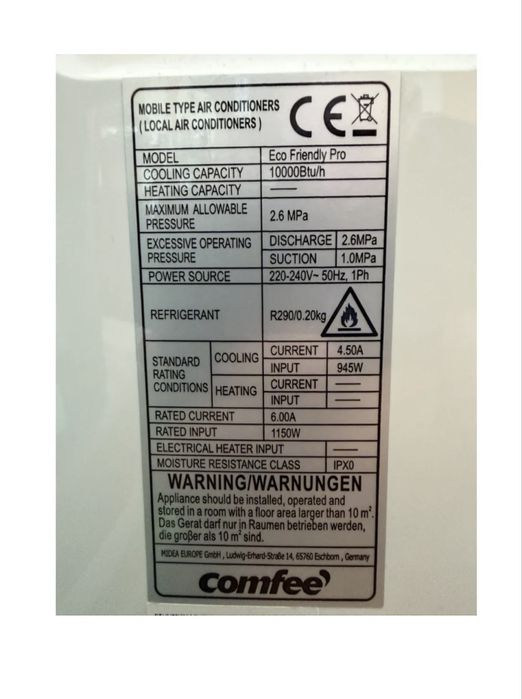 MOBILE TYPE AIR CONDITIONERS
( LOCAL AIR CONDITIONERS )
CE
MODEL Eco Friendly Pro
COOLING CAPACITY 10000Btu/h
HEATING CAPACITY ——
MAXIMUM ALLOWABLE
PRESSURE 2.6 MPa
EXCESSIVE OPERATING
PRESSURE
DISCHARGE 2.6MPa
SUCTION 1.0MPa
POWER SOURCE 220-240V~ 50Hz, 1Ph
REFRIGERANT R290/0.20kg
STANDARD
RATING
CONDITIONS
COOLING
CURRENT 4.50A
INPUT 945W
HEATING
CURRENT ——
INPUT ——
RATED CURRENT 6.00A
RATED INPUT 1150W
ELECTRICAL HEATER INPUT ——
MOISTURE RESISTANCE CLASS IPX0
WARNING/WARNUNGEN
Appliance should be installed, operated and
stored in a room with a floor area larger than 10 m².
Das Gerat darf nur in Raumen betrieben werden,
die großer als 10 m² sind.
MIDEA EUROPE GmbH , Ludwig-Erhard-Straße 14, 65760 Eschborn , Germany
comfee'